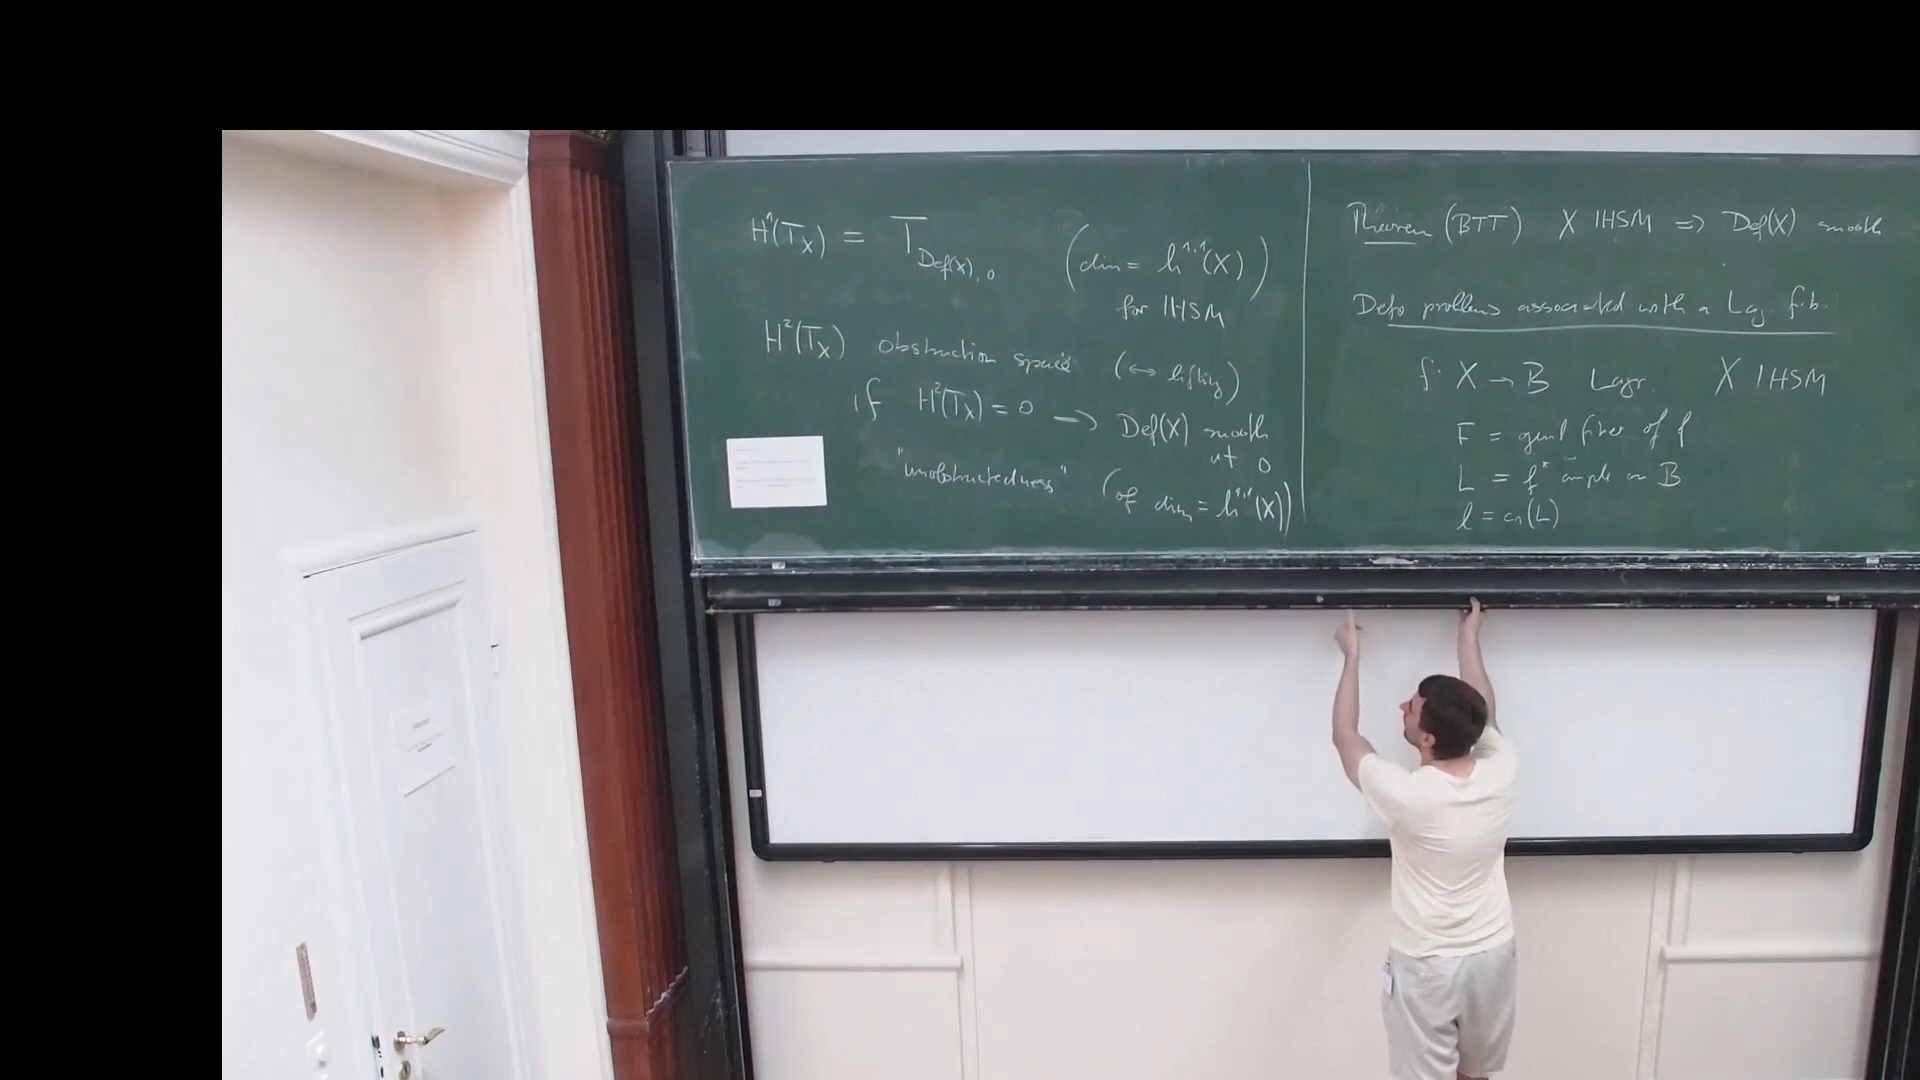 H¹(T_X) = T_{Def(X), 0} (dim = h^{1,1}(X))
for IHSM
H²(T_X) obstruction space (↔ lifting)
if H²(T_X) = 0 → Def(X) smooth
at 0
"unobstructedness" (of dim = h^{1,1}(X))
Theorem (BTT) X IHSM ⇒ Def(X) smooth
Defo problems associated with a Lag. fib.
f: X → B Lagr. X IHSM
F = genl fiber of f
L = f* ample on B
l = c₁(L)